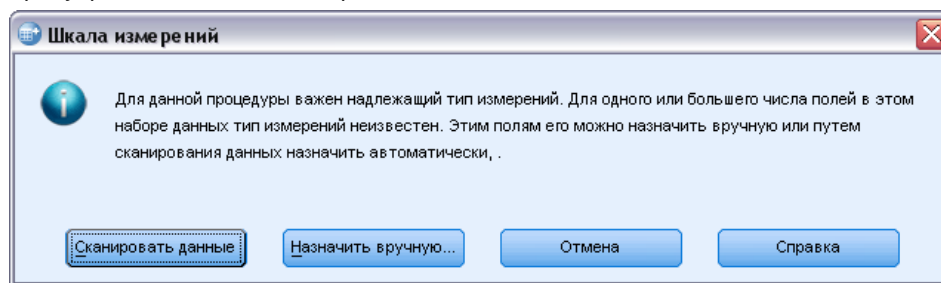 Шкала измерений
Для данной процедуры важен надлежащий тип измерений. Для одного или большего числа полей в этом
наборе данных тип измерений неизвестен. Этим полям его можно назначить вручную или путем
сканирования данных назначить автоматически, .
Сканировать данные Назначить вручную... Отмена Справка